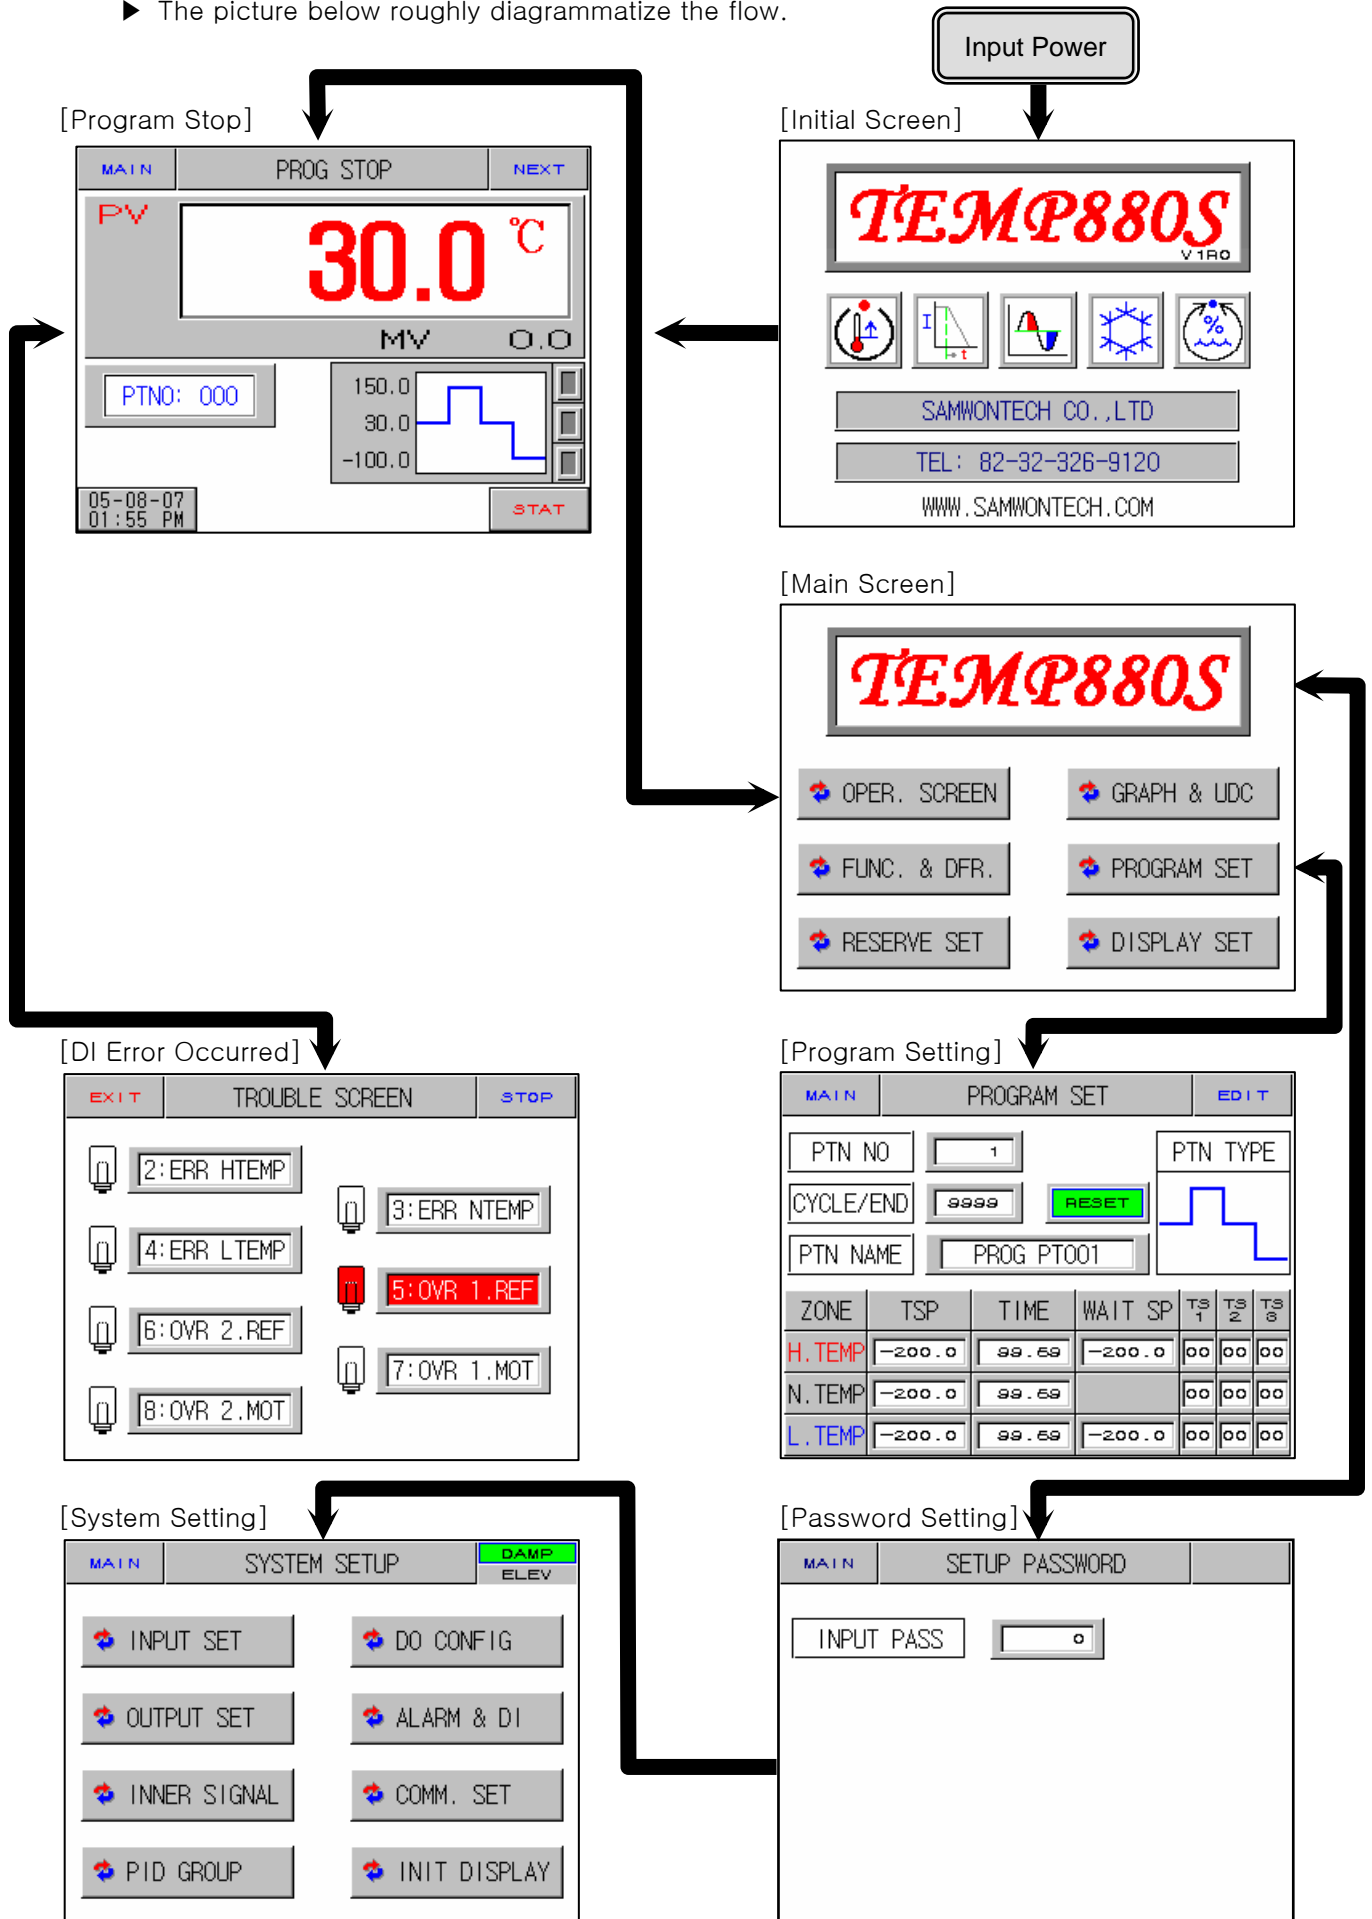 ▶ The picture below roughly diagrammatize the flow.
Input Power
[Program Stop]
MAIN PROG STOP NEXT
PV 30.0 ℃
MV 0.0
PTNO: 000
150.0
30.0
-100.0
05-08-07
01:55 PM
STAT
[Initial Screen]
TEMP880S
V1R0
I
t
%
SAMWONTECH CO.,LTD
TEL: 82-32-326-9120
WWW.SAMWONTECH.COM
[Main Screen]
TEMP880S
OPER. SCREEN GRAPH & UDC
FUNC. & DFR. PROGRAM SET
RESERVE SET DISPLAY SET
[DI Error Occurred]
EXIT TROUBLE SCREEN STOP
2:ERR HTEMP
3:ERR NTEMP
4:ERR LTEMP
5:OVR 1.REF
6:OVR 2.REF
7:OVR 1.MOT
8:OVR 2.MOT
[Program Setting]
MAIN PROGRAM SET EDIT
PTN NO 1 PTN TYPE
CYCLE/END 9999 RESET
PTN NAME PROG PT001
ZONE TSP TIME WAIT SP TS1 TS2 TS3
H.TEMP -200.0 99.59 -200.0 00 00 00
N.TEMP -200.0 99.59 00 00 00
L.TEMP -200.0 99.59 -200.0 00 00 00
[System Setting]
MAIN SYSTEM SETUP DAMP
ELEV
INPUT SET DO CONFIG
OUTPUT SET ALARM & DI
INNER SIGNAL COMM. SET
PID GROUP INIT DISPLAY
[Password Setting]
MAIN SETUP PASSWORD
INPUT PASS 0